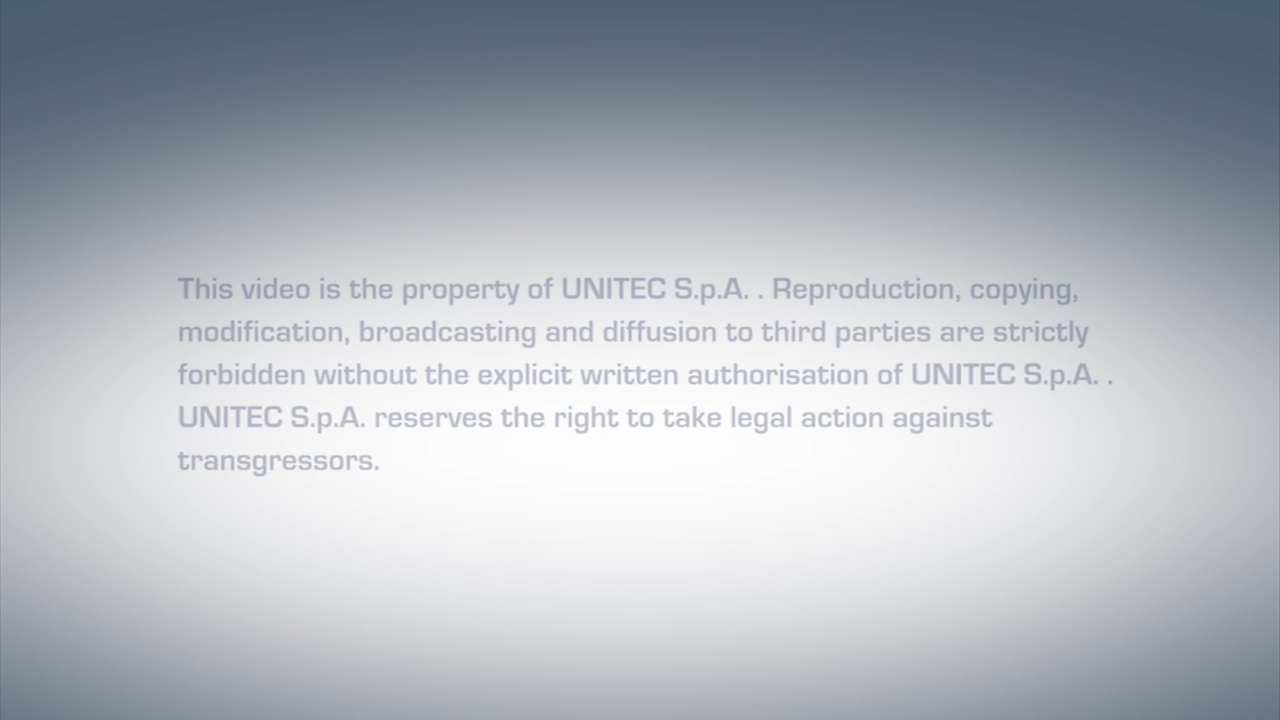 This video is the property of UNITEC S.p.A. . Reproduction, copying,
modification, broadcasting and diffusion to third parties are strictly
forbidden without the explicit written authorisation of UNITEC S.p.A. .
UNITEC S.p.A. reserves the right to take legal action against
transgressors.